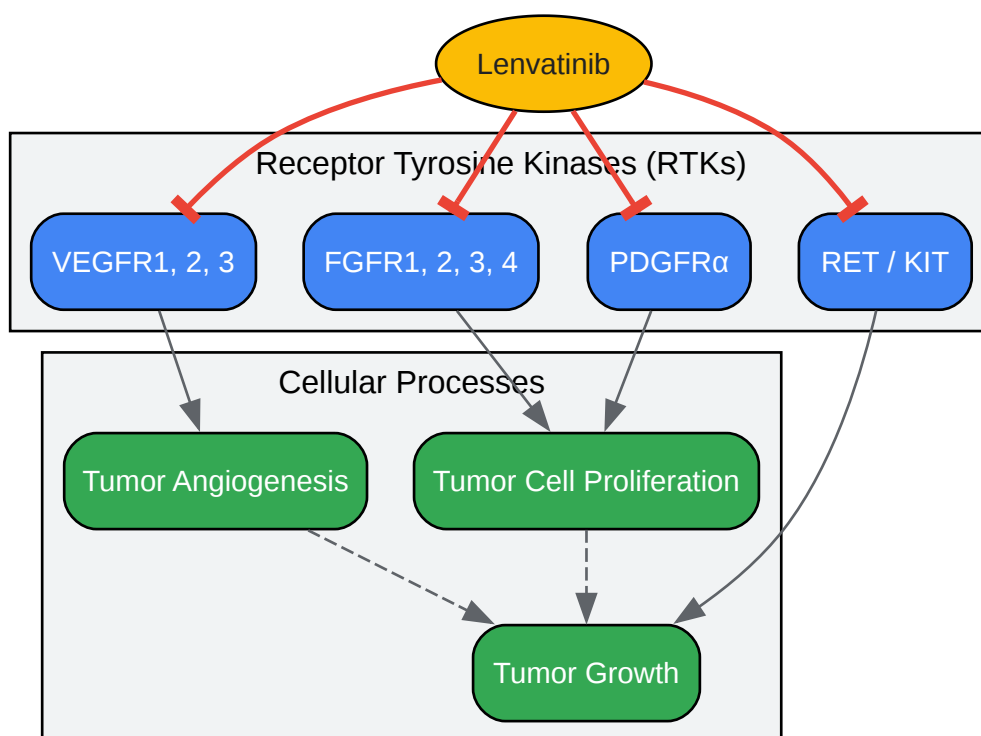 Lenvatinib
Receptor Tyrosine Kinases (RTKs)
VEGFR1, 2, 3
FGFR1, 2, 3, 4
PDGFRα
RET / KIT
Cellular Processes
Tumor Angiogenesis
Tumor Cell Proliferation
Tumor Growth